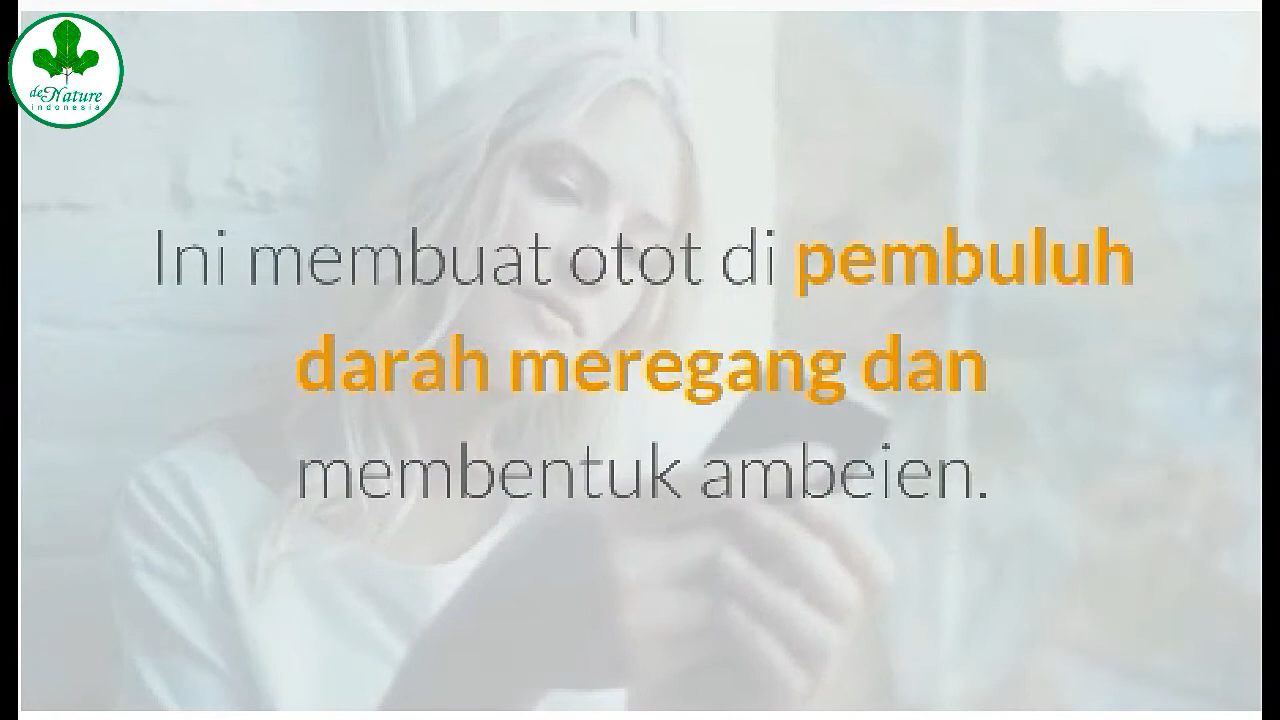 deNature
indonesia
Ini membuat otot di pembuluh
darah meregang dan
membentuk ambeien.